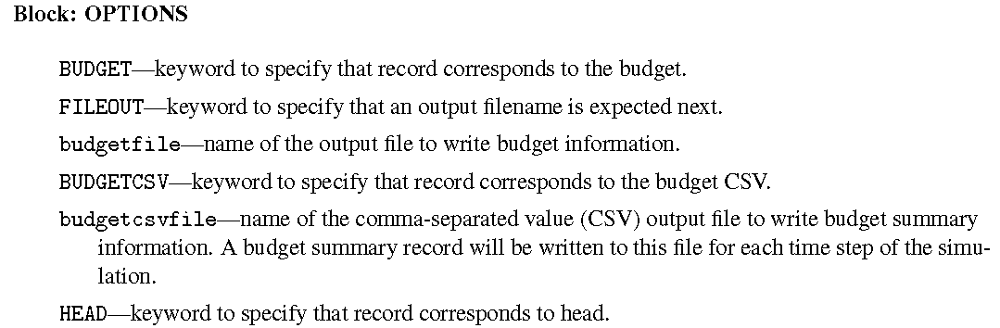 Block: OPTIONS
BUDGET—keyword to specify that record corresponds to the budget.
FILEOUT—keyword to specify that an output filename is expected next.
budgetfile—name of the output file to write budget information.
BUDGETCSV—keyword to specify that record corresponds to the budget CSV.
budgetcsvfile—name of the comma-separated value (CSV) output file to write budget summary
information. A budget summary record will be written to this file for each time step of the simu-
lation.
HEAD—keyword to specify that record corresponds to head.